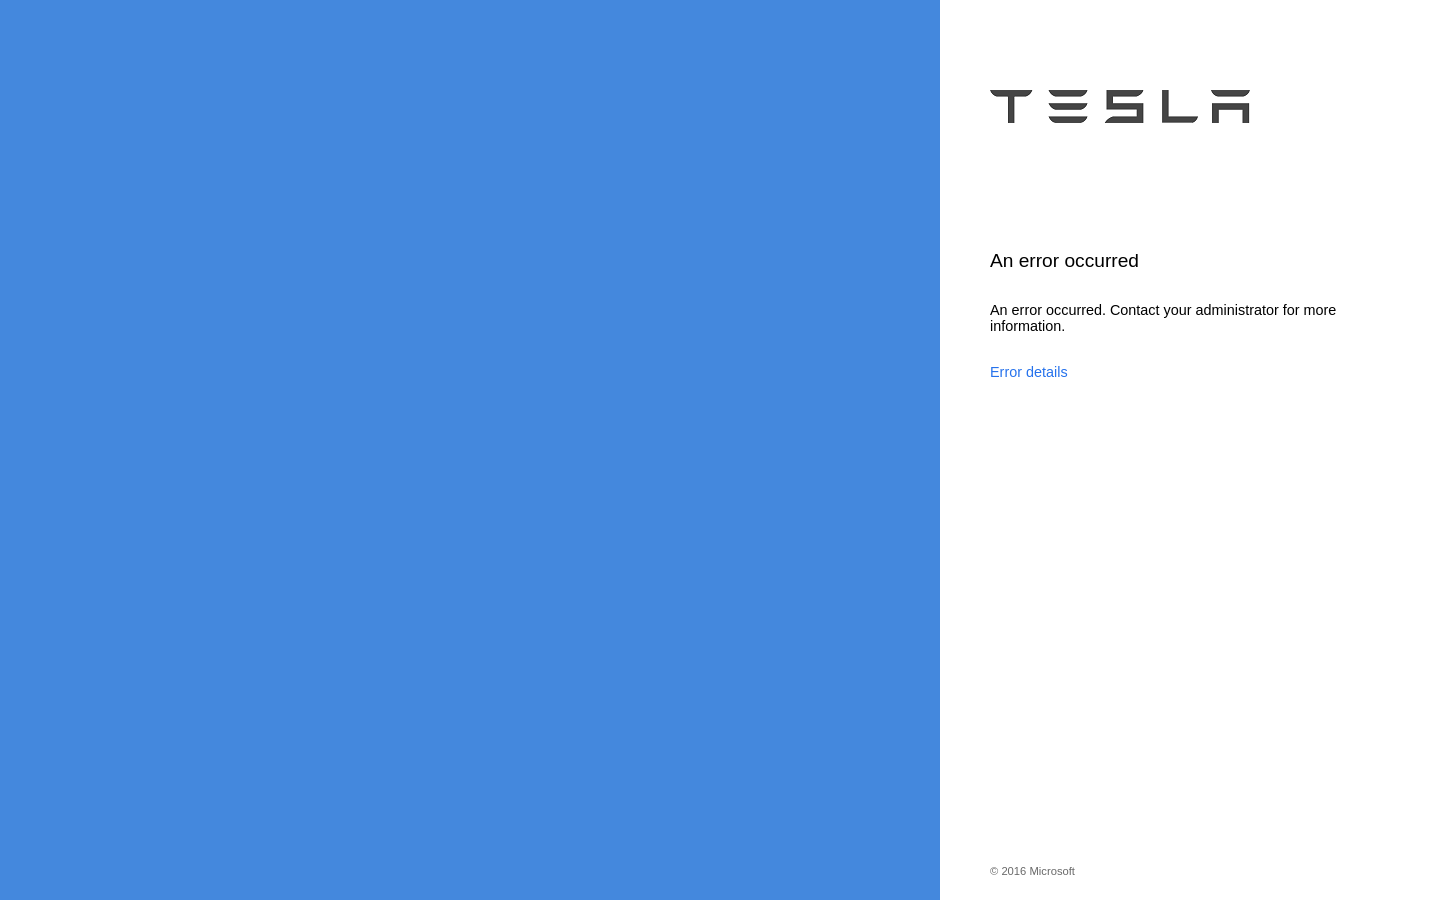 TESLA
An error occurred
An error occurred. Contact your administrator for more
information.
Error details
© 2016 Microsoft